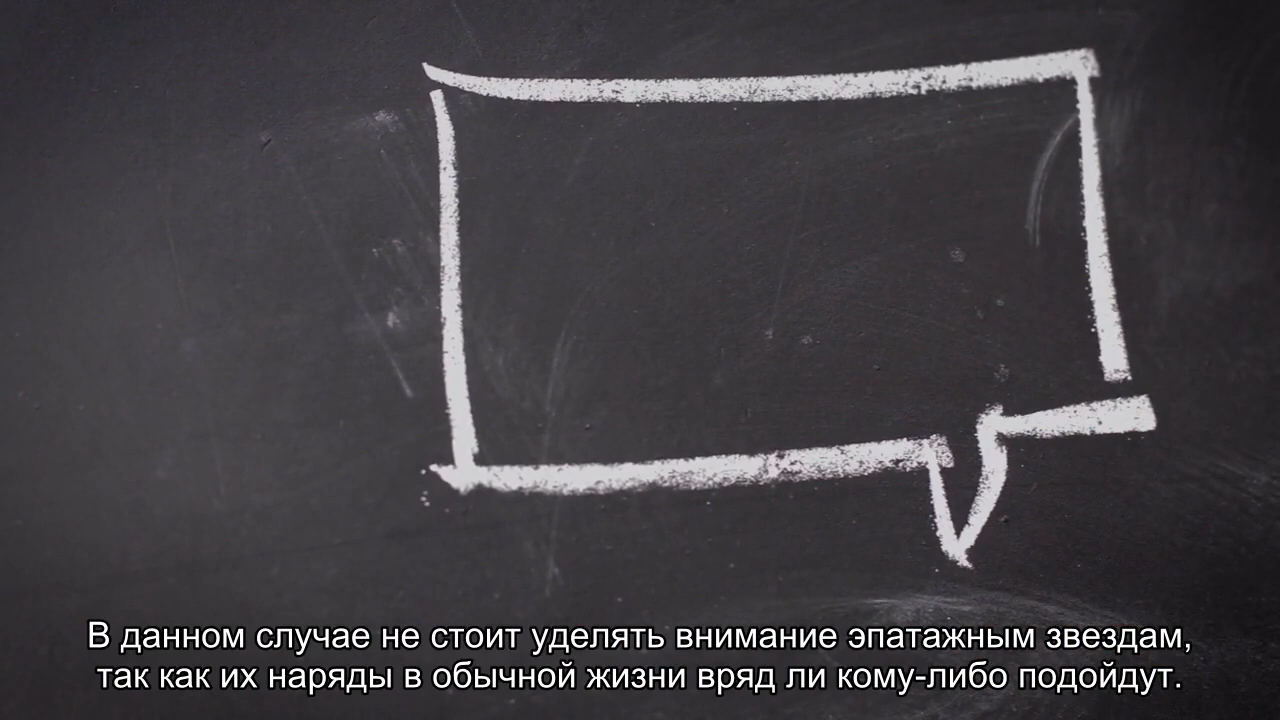 В данном случае не стоит уделять внимание эпатажным звездам,
так как их наряды в обычной жизни вряд ли кому-либо подойдут.